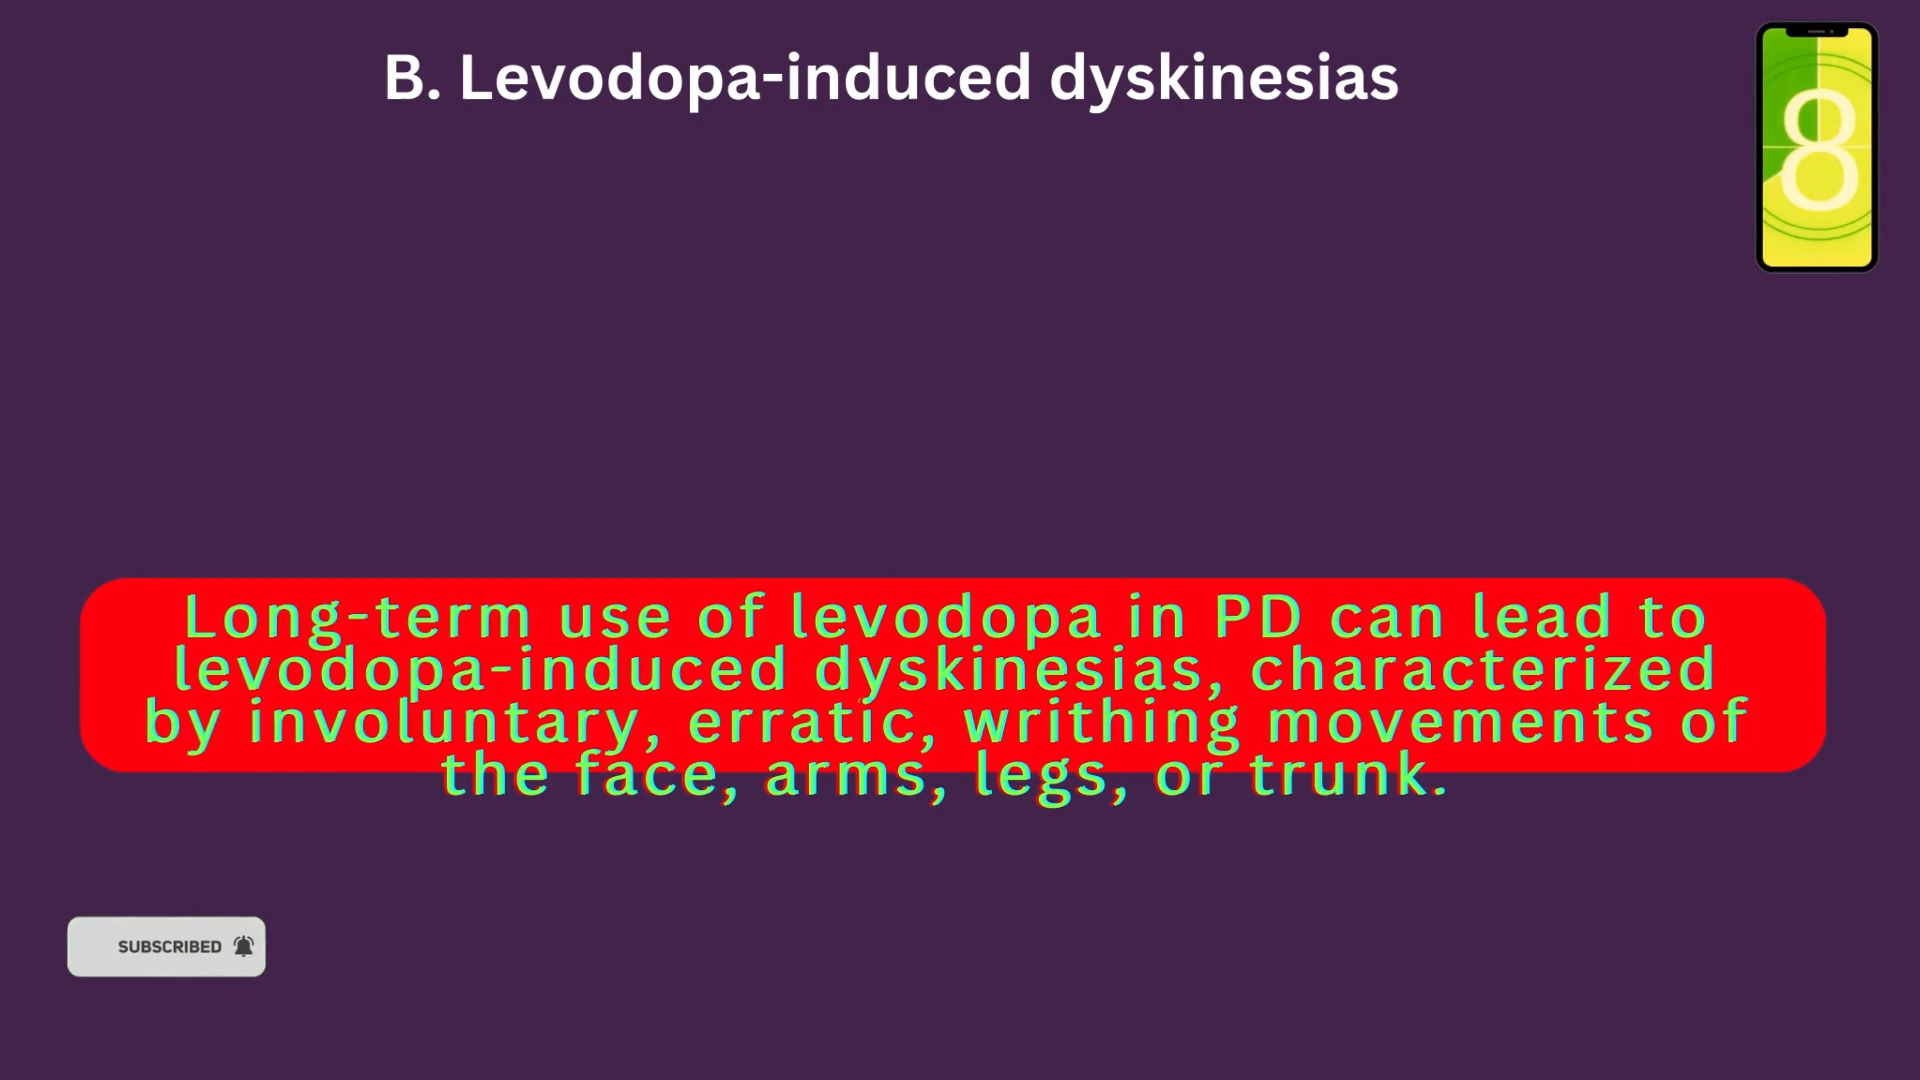 B. Levodopa-induced dyskinesias
8
Long-term use of levodopa in PD can lead to
levodopa-induced dyskinesias, characterized
by involuntary, erratic, writhing movements of
the face, arms, legs, or trunk.
SUBSCRIBED